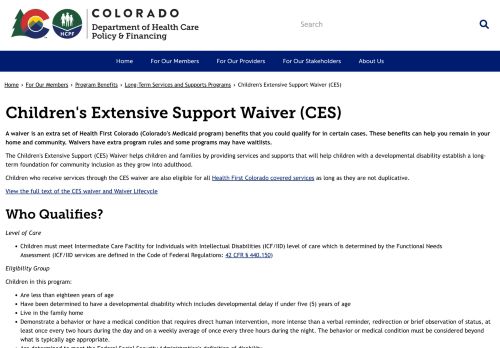 COLORADO
Department of Health Care
Policy & Financing
CO
HCPF
Search
Home
For Our Members
For Our Providers
For Our Stakeholders
About Us
Home › For Our Members › Program Benefits › Long-Term Services and Supports Programs › Children's Extensive Support Waiver (CES)
Children's Extensive Support Waiver (CES)
A waiver is an extra set of Health First Colorado (Colorado's Medicaid program) benefits that you could qualify for in certain cases. These benefits can help you remain in your
home and community. Waivers have extra program rules and some programs may have waitlists.
The Children's Extensive Support (CES) Waiver helps children and families by providing services and supports that will help children with a developmental disability establish a long-
term foundation for community inclusion as they grow into adulthood.
Children who receive services through the CES waiver are also eligible for all Health First Colorado covered services as long as they are not duplicative.
View the full text of the CES waiver and Waiver Lifecycle
Who Qualifies?
Level of Care
• Children must meet Intermediate Care Facility for Individuals with Intellectual Disabilities (ICF/IID) level of care which is determined by the Functional Needs
Assessment (ICF/IID services are defined in the Code of Federal Regulations: 42 CFR § 440.150)
Eligibility Group
Children in this program:
• Are less than eighteen years of age
• Have been determined to have a developmental disability which includes developmental delay if under five (5) years of age
• Live in the family home
• Demonstrate a behavior or have a medical condition that requires direct human intervention, more intense than a verbal reminder, redirection or brief observation of status, at
least once every two hours during the day and on a weekly average of once every three hours during the night. The behavior or medical condition must be considered beyond
what is typically age appropriate.
• Are determined to meet the Federal Social Security Administration's definition of disability